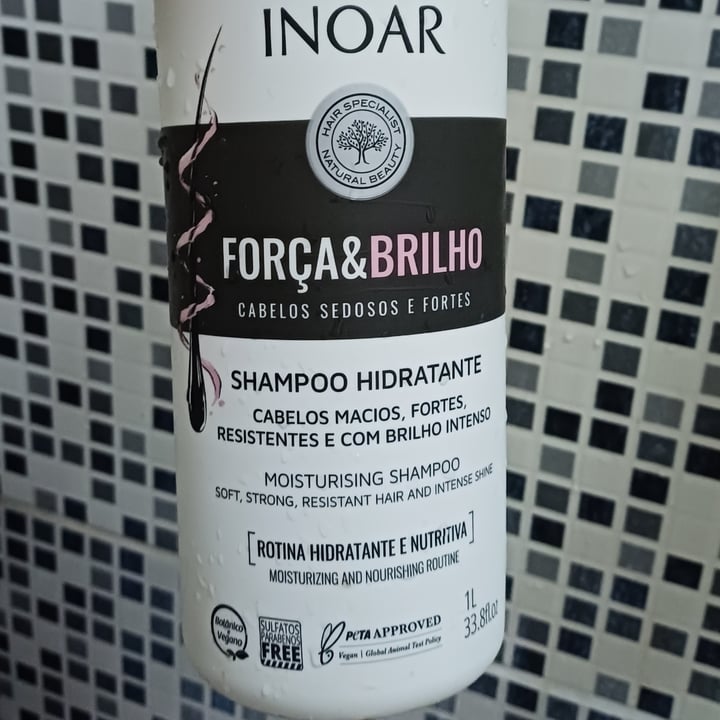 INOAR
HAIR SPECIALIST
NATURAL BEAUTY
FORÇA&BRILHO
CABELOS SEDOSOS E FORTES
SHAMPOO HIDRATANTE
CABELOS MACIOS, FORTES,
RESISTENTES E COM BRILHO INTENSO
MOISTURISING SHAMPOO
SOFT, STRONG, RESISTANT HAIR AND INTENSE SHINE
[ROTINA HIDRATANTE E NUTRITIVA]
MOISTURIZING AND NOURISHING ROUTINE
Botânico e Vegano
SULFATOS
PARABENOS
FREE
PETA APPROVED
Vegan | Global Animal Test Policy
1L
33.8fl.oz